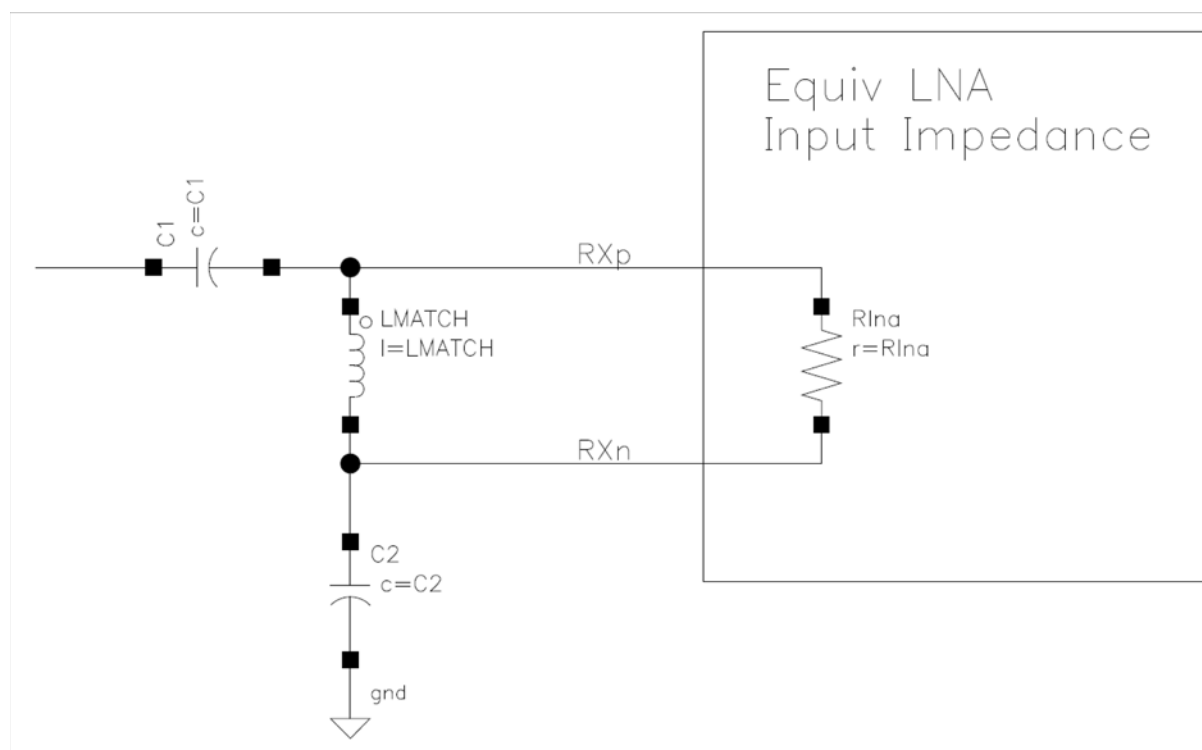 Equiv LNA
Input Impedance
C1
c=C1
RXp
LMATCH
l=LMATCH
Rlna
r=Rlna
RXn
C2
c=C2
gnd